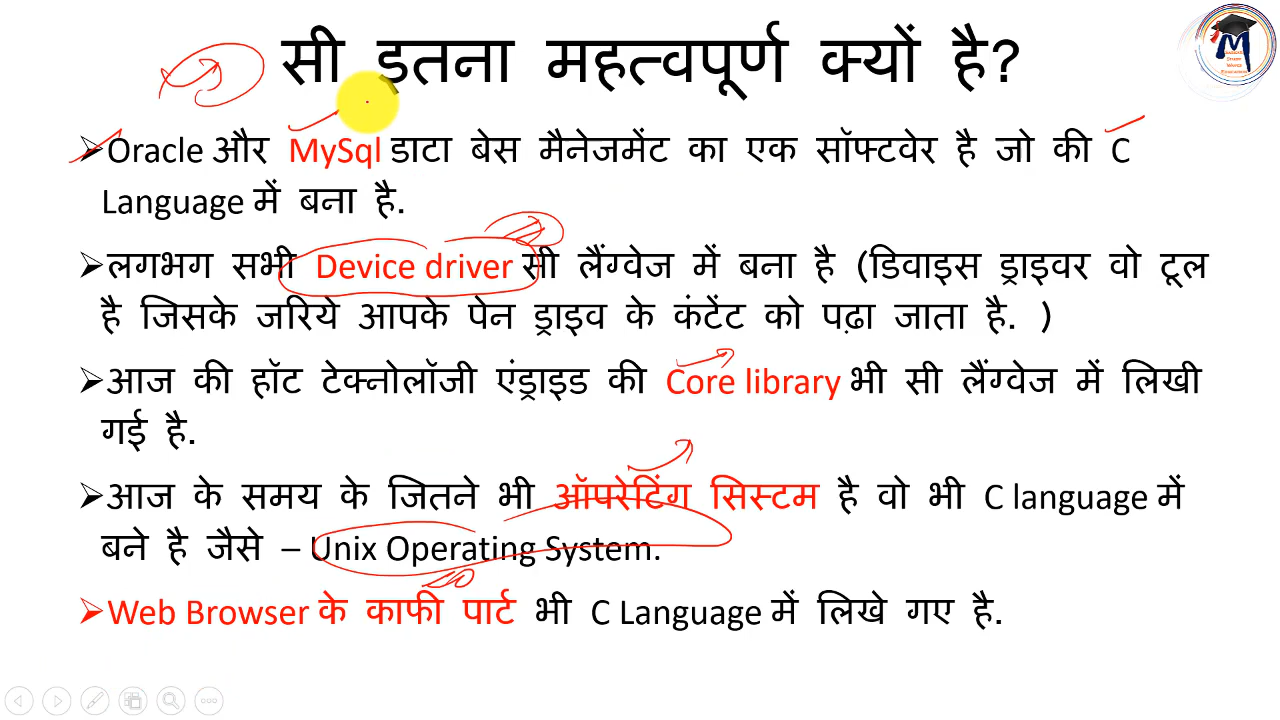 सी इतना महत्वपूर्ण क्यों है?
Oracle और MySql डाटा बेस मैनेजमेंट का एक सॉफ्टवेर है जो की C
Language में बना है.
लगभग सभी Device driver सी लैंग्वेज में बना है (डिवाइस ड्राइवर वो टूल
है जिसके जरिये आपके पेन ड्राइव के कंटेंट को पढ़ा जाता है. )
आज की हॉट टेक्नोलॉजी एंड्राइड की Core library भी सी लैंग्वेज में लिखी
गई है.
आज के समय के जितने भी ऑपरेटिंग सिस्टम है वो भी C language में
बने है जैसे – Unix Operating System.
Web Browser के काफी पार्ट भी C Language में लिखे गए है.